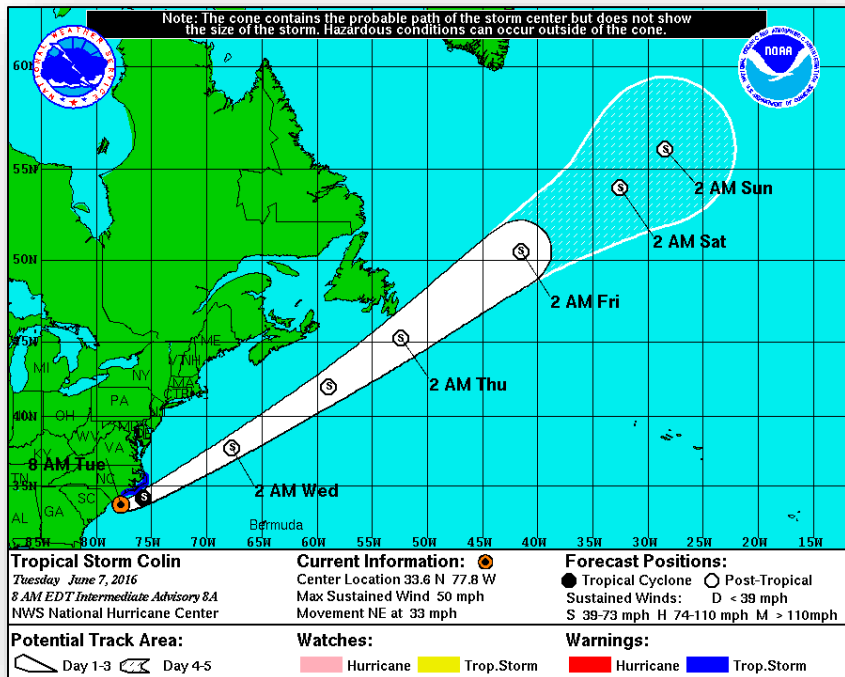 Note: The cone contains the probable path of the storm center but does not show
the size of the storm. Hazardous conditions can occur outside of the cone.
NATIONAL WEATHER SERVICE
NOAA
60N
55N
2 AM Sun
2 AM Sat
50N
2 AM Fri
45N
ME
VT
NH
MI
NY
MA
CT
RI
2 AM Thu
PA
NJ
40N
OH
MD
DE
WV
VA
KY
8 AM Tue
2 AM Wed
35N
TN
NC
SC
AL
GA
Bermuda
85W 80W 75W 70W 65W 60W 55W 50W 45W 40W 35W 30W 25W 20W 15W
S
S
S
S
S
S
S
Tropical Storm Colin
Tuesday June 7, 2016
8 AM EDT Intermediate Advisory 8A
NWS National Hurricane Center
Current Information:
Center Location 33.6 N 77.8 W
Max Sustained Wind 50 mph
Movement NE at 33 mph
Forecast Positions:
Tropical Cyclone Post-Tropical
Sustained Winds: D < 39 mph
S 39-73 mph H 74-110 mph M > 110mph
Potential Track Area:
Day 1-3 Day 4-5
Watches:
Hurricane Trop.Storm
Warnings:
Hurricane Trop.Storm